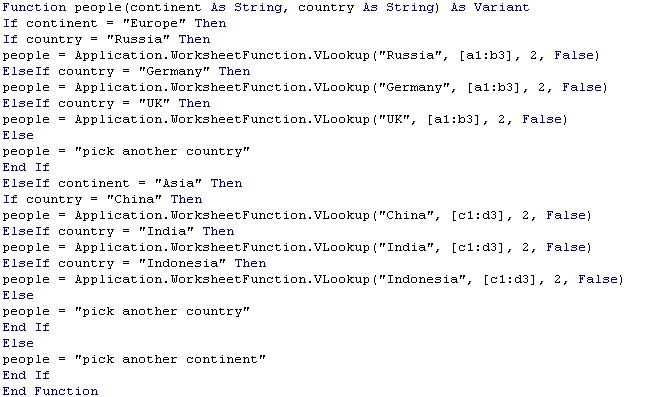 Function people(continent As String, country As String) As Variant
If continent = "Europe" Then
If country = "Russia" Then
people = Application.WorksheetFunction.VLookup("Russia", [a1:b3], 2, False)
ElseIf country = "Germany" Then
people = Application.WorksheetFunction.VLookup("Germany", [a1:b3], 2, False)
ElseIf country = "UK" Then
people = Application.WorksheetFunction.VLookup("UK", [a1:b3], 2, False)
Else
people = "pick another country"
End If
ElseIf continent = "Asia" Then
If country = "China" Then
people = Application.WorksheetFunction.VLookup("China", [c1:d3], 2, False)
ElseIf country = "India" Then
people = Application.WorksheetFunction.VLookup("India", [c1:d3], 2, False)
ElseIf country = "Indonesia" Then
people = Application.WorksheetFunction.VLookup("Indonesia", [c1:d3], 2, False)
Else
people = "pick another country"
End If
Else
people = "pick another continent"
End If
End Function